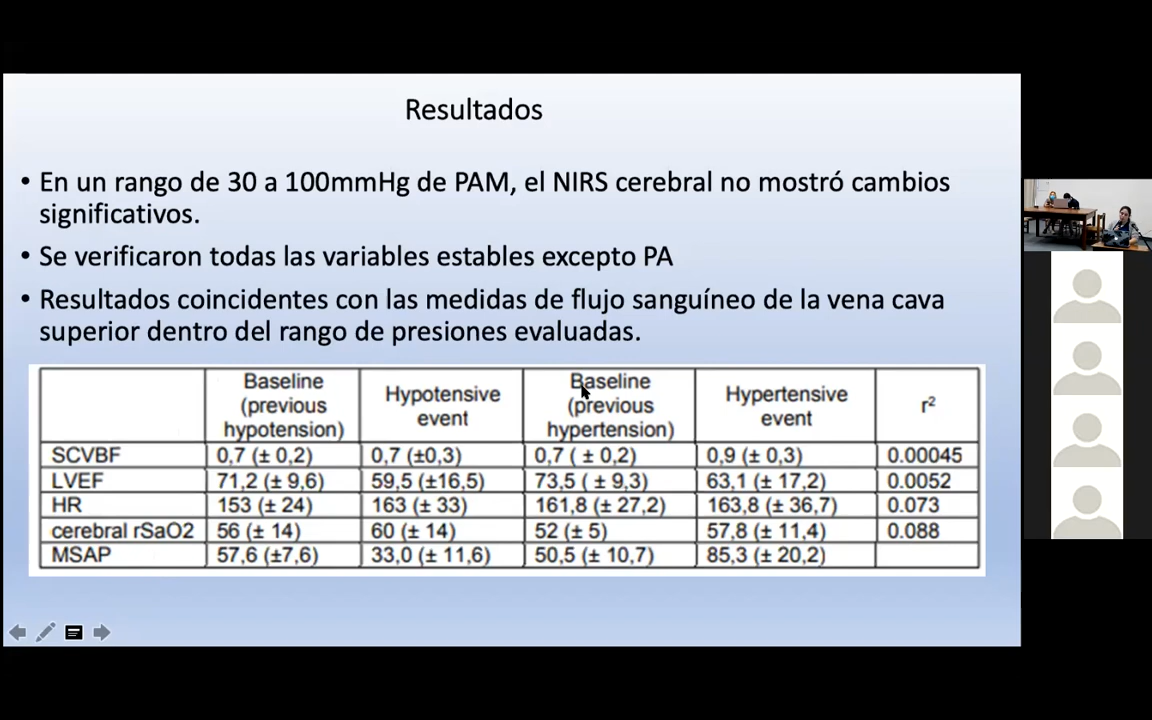 Resultados
• En un rango de 30 a 100mmHg de PAM, el NIRS cerebral no mostró cambios
significativos.
• Se verificaron todas las variables estables excepto PA
• Resultados coincidentes con las medidas de flujo sanguíneo de la vena cava
superior dentro del rango de presiones evaluadas.
Baseline (previous hypotension) Hypotensive event Baseline (previous hypertension) Hypertensive event r²
SCVBF 0,7 (± 0,2) 0,7 (±0,3) 0,7 ( ± 0,2) 0,9 (± 0,3) 0.00045
LVEF 71,2 (± 9,6) 59,5 (±16,5) 73,5 ( ± 9,3) 63,1 (± 17,2) 0.0052
HR 153 (± 24) 163 (± 33) 161,8 (± 27,2) 163,8 (± 36,7) 0.073
cerebral rSaO2 56 (± 14) 60 (± 14) 52 (± 5) 57,8 (± 11,4) 0.088
MSAP 57,6 (±7,6) 33,0 (± 11,6) 50,5 (± 10,7) 85,3 (± 20,2)